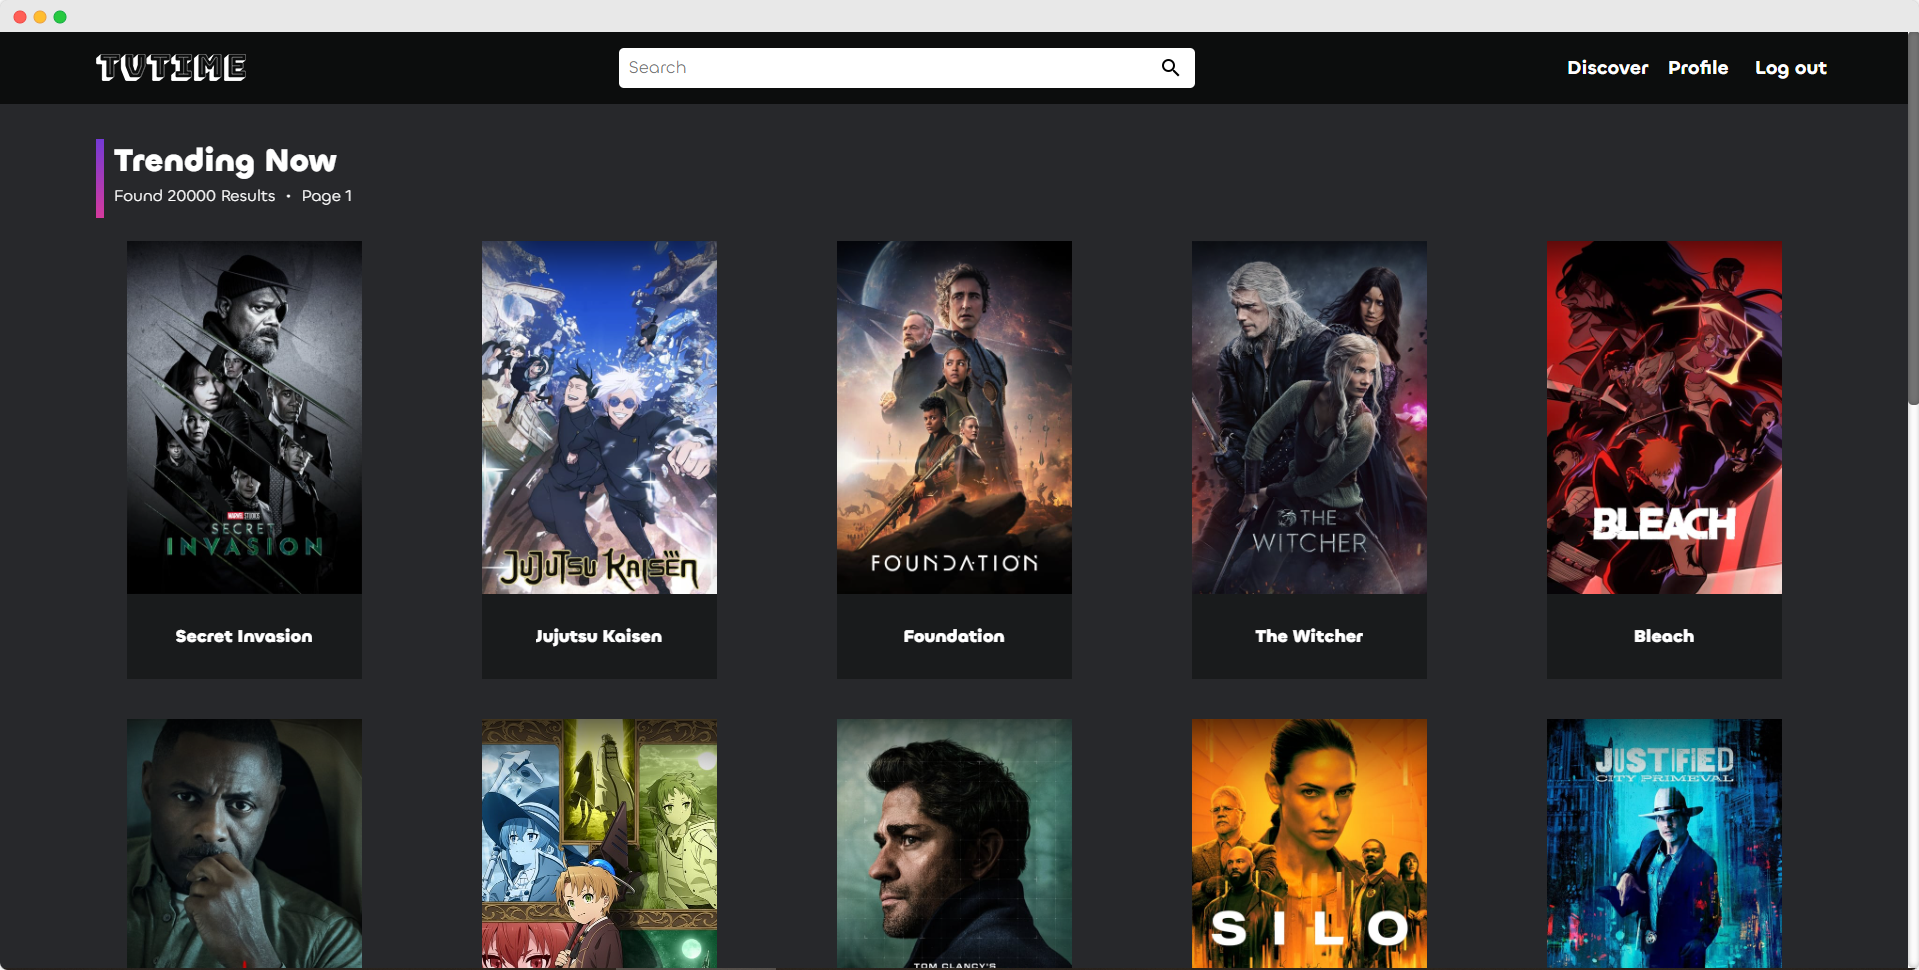 TVTIME
Search
Discover
Profile
Log out
Trending Now
Found 20000 Results • Page 1
MARVEL STUDIOS
SECRET
INVASION
JUJUTSU KAISEN
FOUNDATION
THE
WITCHER
BLEACH
Secret Invasion
Jujutsu Kaisen
Foundation
The Witcher
Bleach
JUSTIFIED
CITY PRIMEVAL
SILO
TOM CLANCY'S